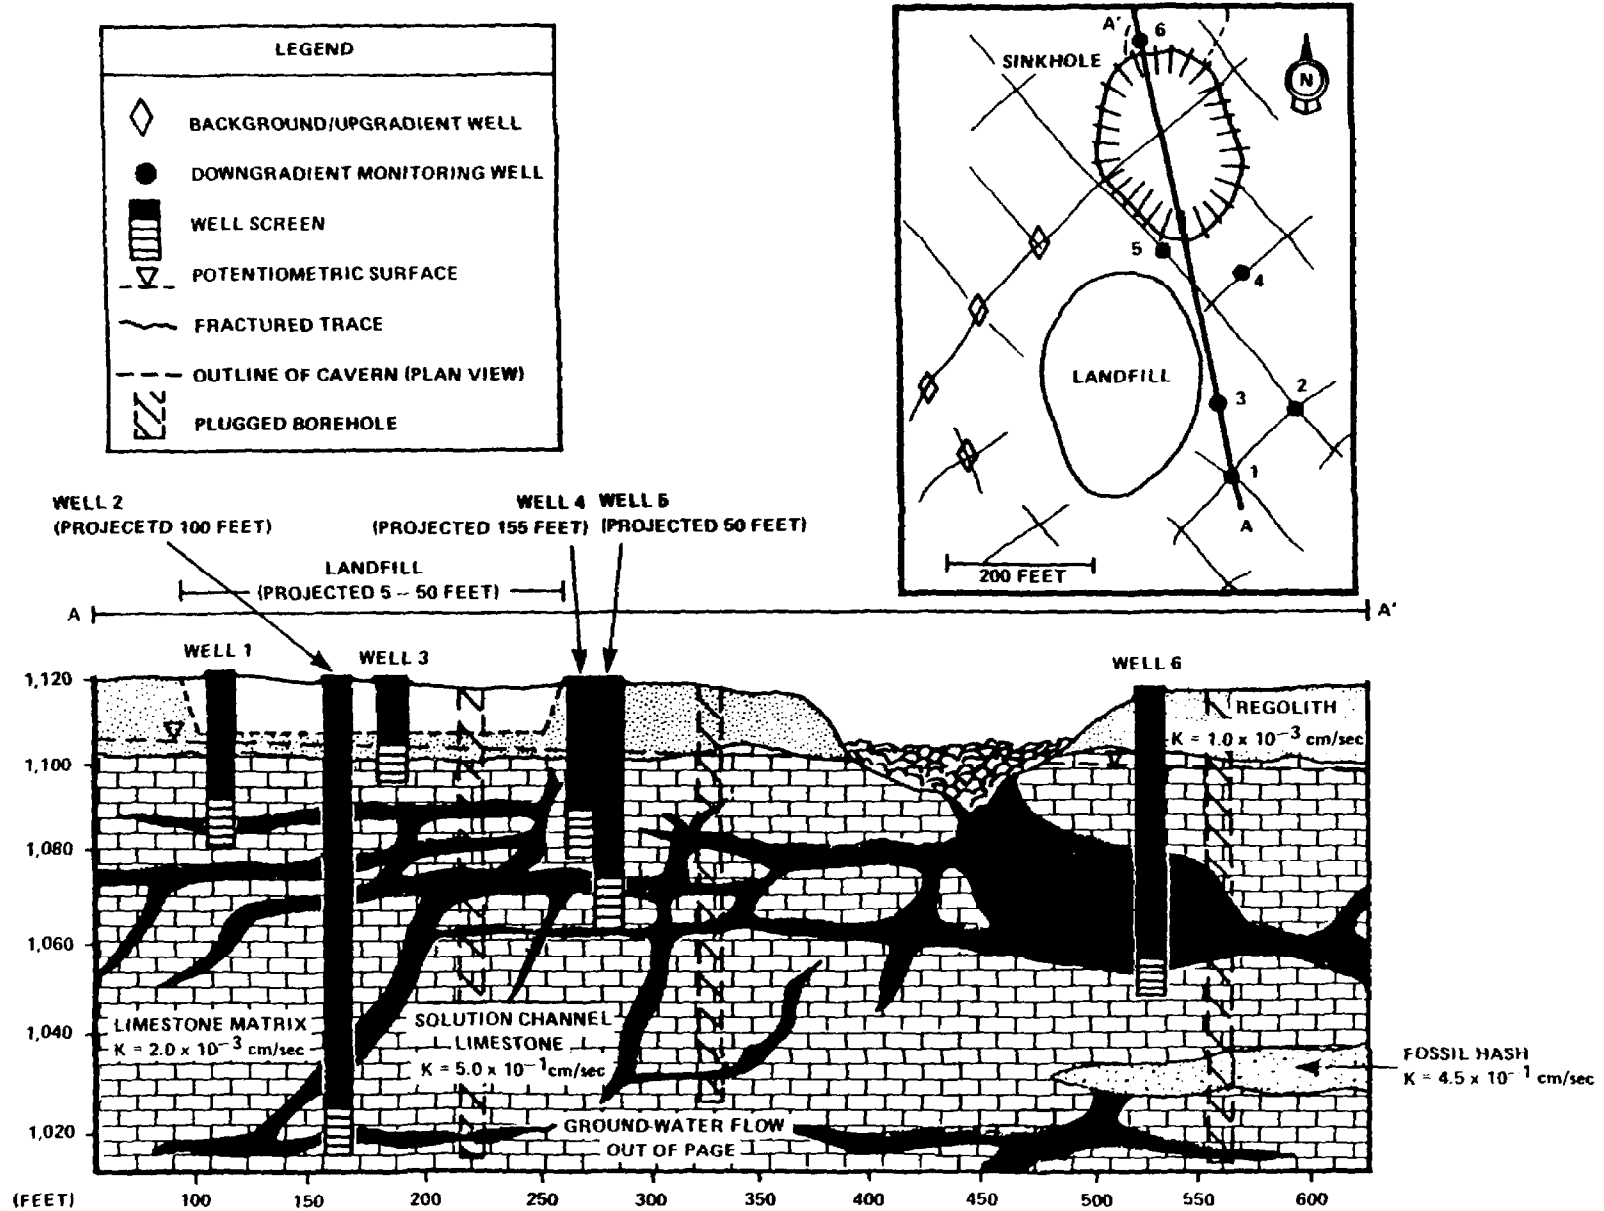 LEGEND
BACKGROUND/UPGRADIENT WELL
DOWNGRADIENT MONITORING WELL
WELL SCREEN
POTENTIOMETRIC SURFACE
FRACTURED TRACE
OUTLINE OF CAVERN (PLAN VIEW)
PLUGGED BOREHOLE
A'
6
SINKHOLE
N
5
4
LANDFILL
3
2
1
A
200 FEET
WELL 2
(PROJECETD 100 FEET)
WELL 4
(PROJECTED 155 FEET)
WELL 5
(PROJECTED 50 FEET)
LANDFILL
(PROJECTED 5 – 50 FEET)
A
A'
WELL 1
WELL 3
WELL 6
1,120
1,100
1,080
1,060
1,040
1,020
REGOLITH
K = 1.0 x 10⁻³ cm/sec
LIMESTONE MATRIX
K = 2.0 x 10⁻³ cm/sec
SOLUTION CHANNEL
LIMESTONE
K = 5.0 x 10⁻¹cm/sec
FOSSIL HASH
K = 4.5 x 10⁻¹ cm/sec
GROUND-WATER FLOW
OUT OF PAGE
(FEET) 100 150 200 250 300 350 400 450 500 550 600